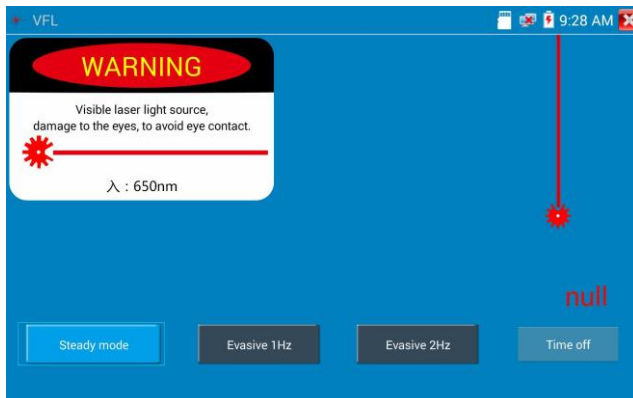 VFL
9:28 AM
WARNING
Visible laser light source,
damage to the eyes, to avoid eye contact.
入：650nm
null
Steady mode
Evasive 1Hz
Evasive 2Hz
Time off